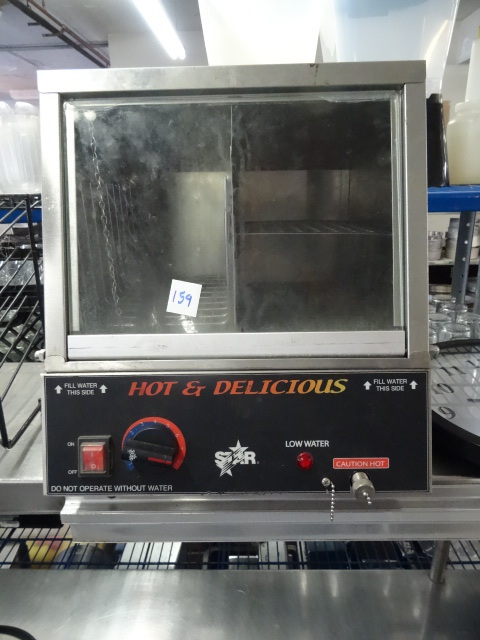 159
HOT & DELICIOUS
FILL WATER
THIS SIDE
FILL WATER
THIS SIDE
ON
OFF
STAR
LOW WATER
CAUTION HOT
DO NOT OPERATE WITHOUT WATER